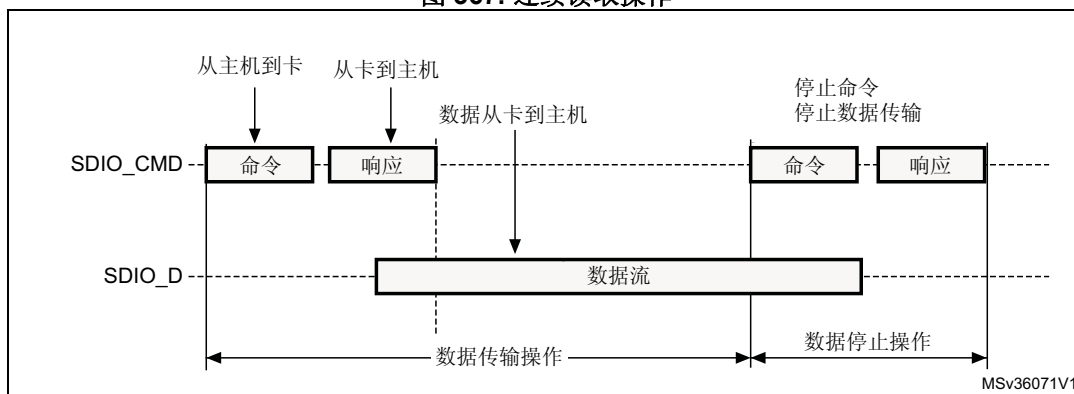 从主机到卡
从卡到主机
数据从卡到主机
停止命令
停止数据传输
SDIO_CMD
命令
响应
命令
响应
SDIO_D
数据流
数据传输操作
数据停止操作
MSv36071V1